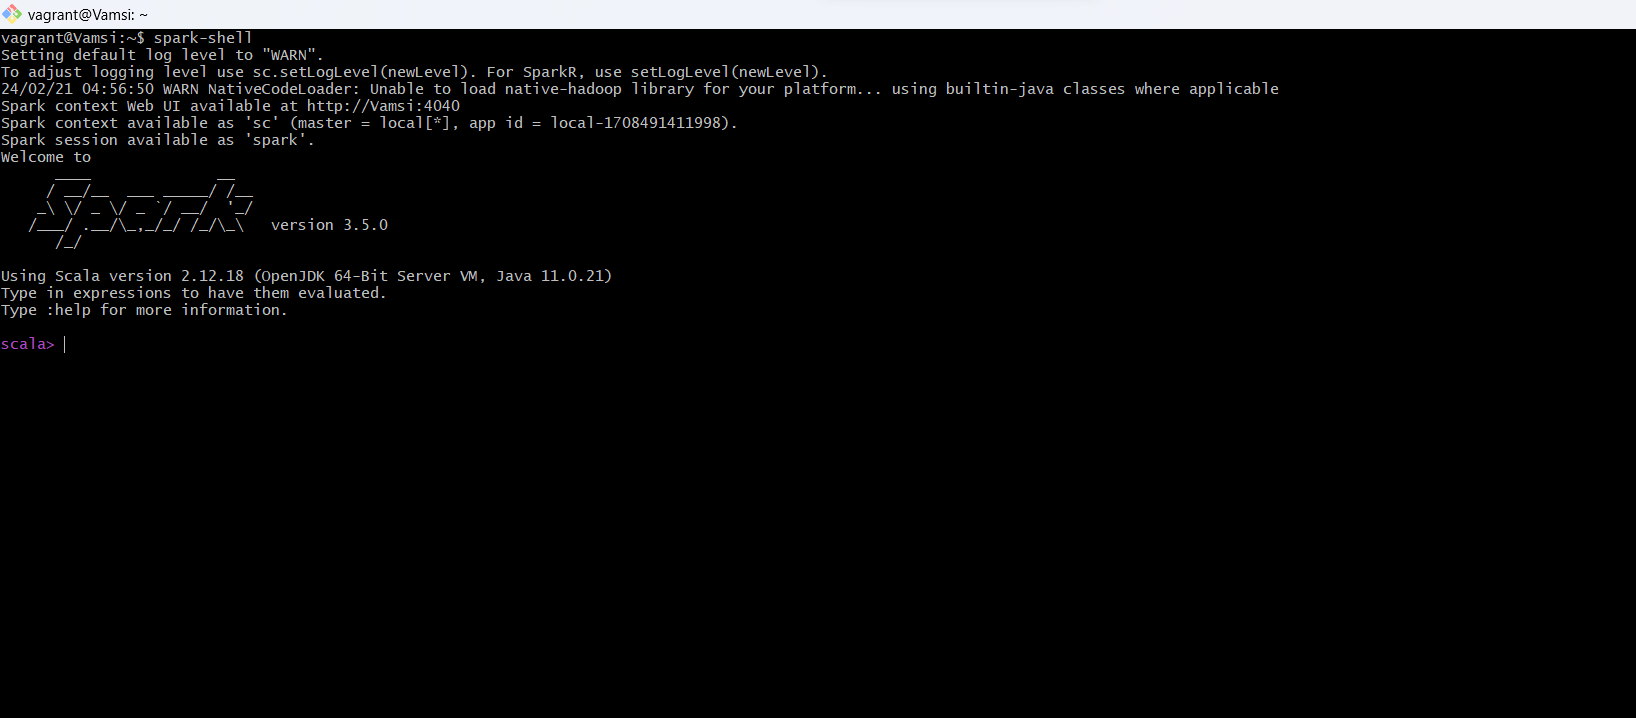 vagrant@Vamsi: ~
vagrant@Vamsi:~$ spark-shell
Setting default log level to "WARN".
To adjust logging level use sc.setLogLevel(newLevel). For SparkR, use setLogLevel(newLevel).
24/02/21 04:56:50 WARN NativeCodeLoader: Unable to load native-hadoop library for your platform... using builtin-java classes where applicable
Spark context Web UI available at http://Vamsi:4040
Spark context available as 'sc' (master = local[*], app id = local-1708491411998).
Spark session available as 'spark'.
Welcome to
      ____              __
     / __/__  ___ _____/ /__
    _\ \/ _ \/ _ `/ __/  '_/
   /___/ .__/\_,_/_/ /_/\_\   version 3.5.0
      /_/
Using Scala version 2.12.18 (OpenJDK 64-Bit Server VM, Java 11.0.21)
Type in expressions to have them evaluated.
Type :help for more information.
scala>